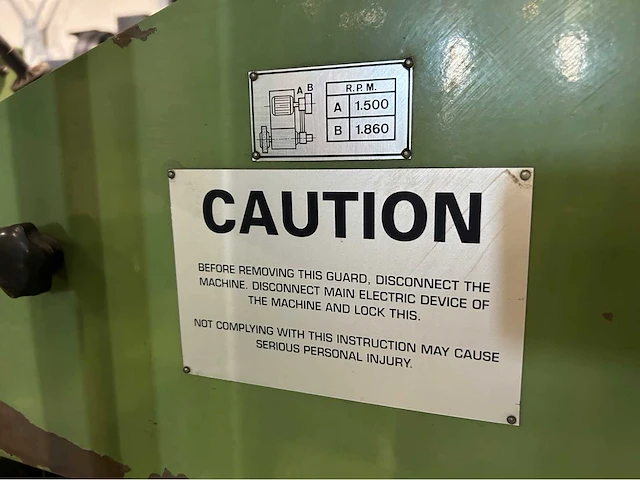 A B
R.P.M.
A 1.500
B 1.860
CAUTION
BEFORE REMOVING THIS GUARD, DISCONNECT THE
MACHINE. DISCONNECT MAIN ELECTRIC DEVICE OF
THE MACHINE AND LOCK THIS.
NOT COMPLYING WITH THIS INSTRUCTION MAY CAUSE
SERIOUS PERSONAL INJURY.